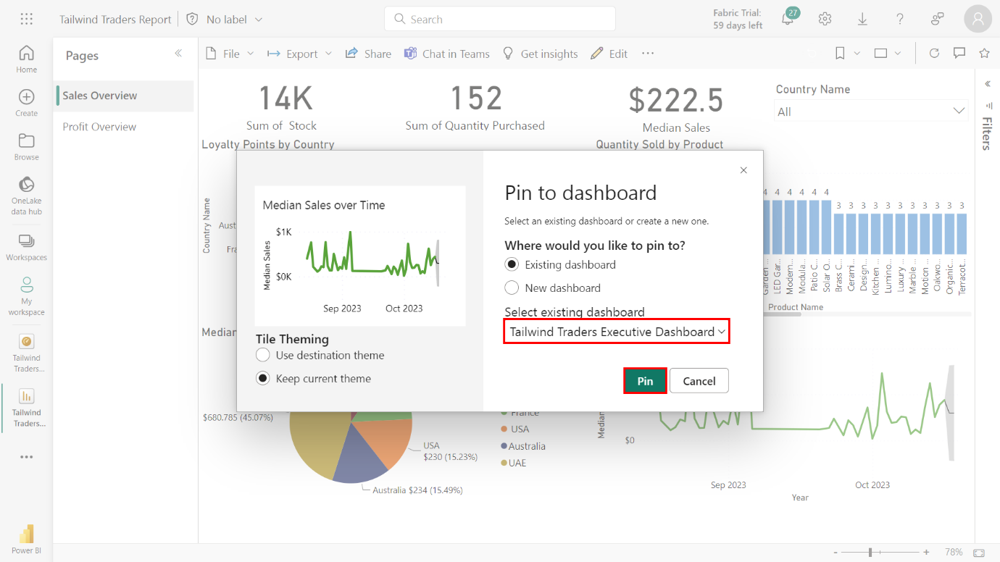 Tailwind Traders Report
No label
Search
Fabric Trial:
59 days left
27
Home
Create
Browse
OneLake
data hub
Workspaces
My
workspace
Tailwind
Traders...
Tailwind
Traders...
Power BI
Pages
Sales Overview
Profit Overview
File
Export
Share
Chat in Teams
Get insights
Edit
14K
Sum of Stock
152
Sum of Quantity Purchased
$222.5
Median Sales
Country Name
All
Filters
Loyalty Points by Country
Quantity Sold by Product
Country Name
Median Sales over Time
$1K
$0K
Median Sales
Sep 2023
Oct 2023
Tile Theming
Use destination theme
Keep current theme
Pin to dashboard
Select an existing dashboard or create a new one.
Where would you like to pin to?
Existing dashboard
New dashboard
Select existing dashboard
Tailwind Traders Executive Dashboard
Pin
Cancel
4 4 4 4 4 4 3 3 3 3 3 3 3 3 3 3 3
Garden ...
LED Gar...
Modern...
Modula...
Patio C...
Solar O...
Brass C...
Cerami...
Design...
Kitchen ...
Lumino...
Luxury ...
Marble ...
Motion ...
Oakwo...
Organic...
Terracot...
Product Name
$680.785 (45.07%)
USA
$230 (15.23%)
Australia $234 (15.49%)
France
USA
Australia
UAE
$0
Sep 2023
Oct 2023
Year
78%